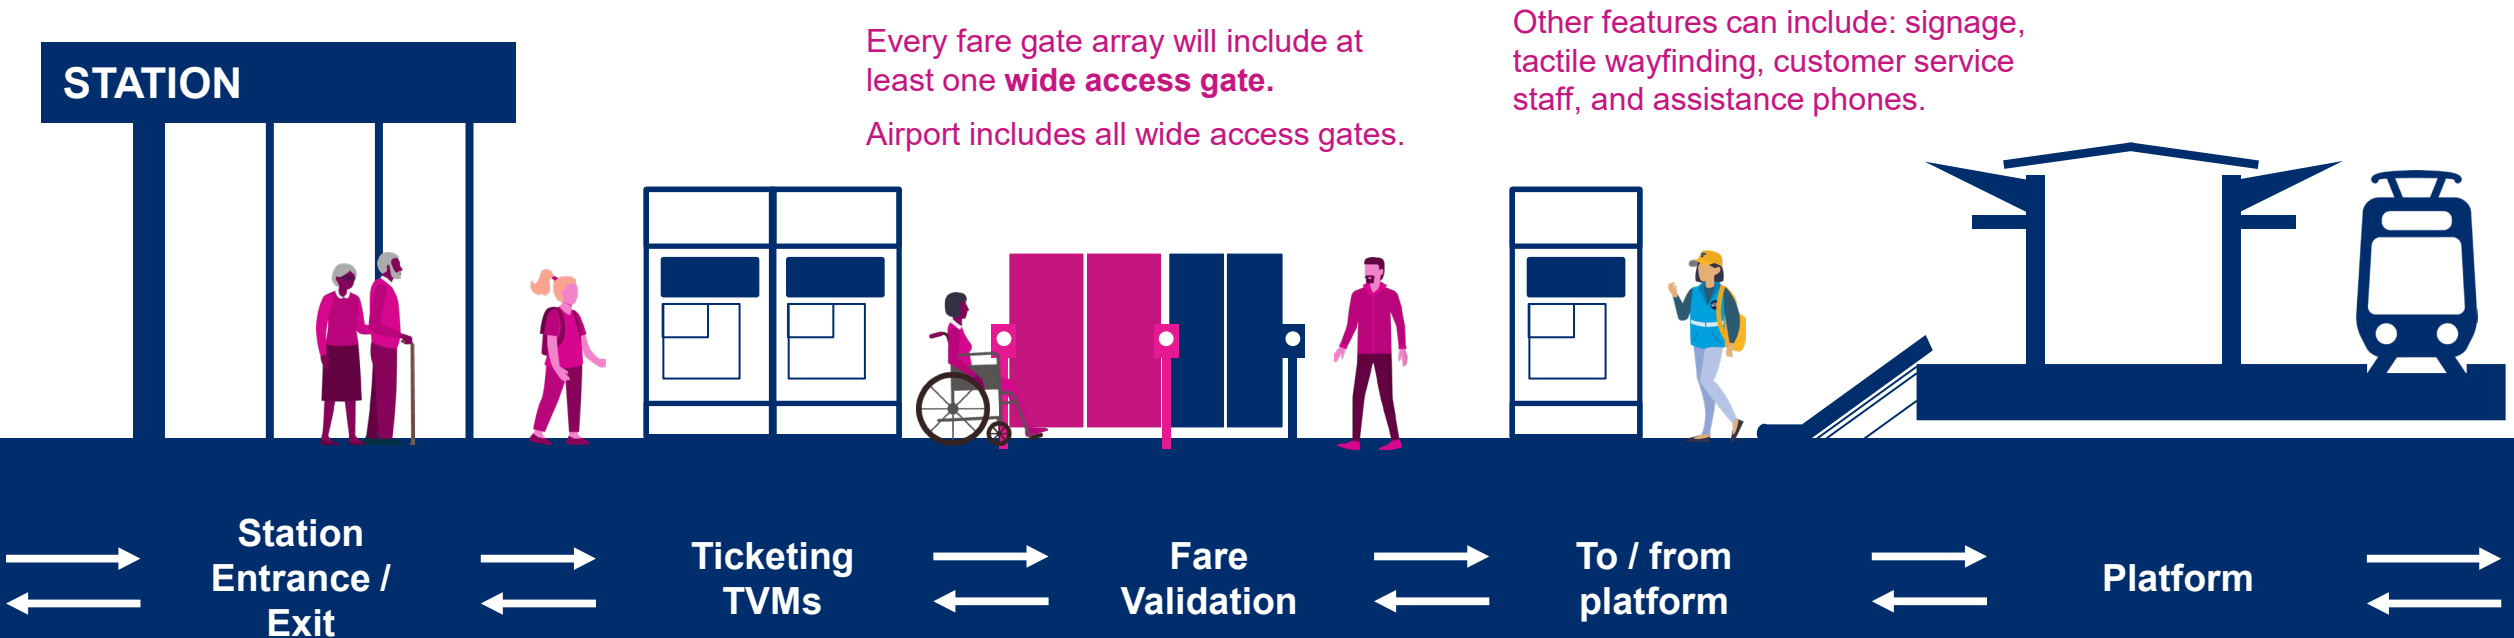 STATION
Every fare gate array will include at
least one wide access gate.
Airport includes all wide access gates.
Other features can include: signage,
tactile wayfinding, customer service
staff, and assistance phones.
Station
Entrance /
Exit
Ticketing
TVMs
Fare
Validation
To / from
platform
Platform